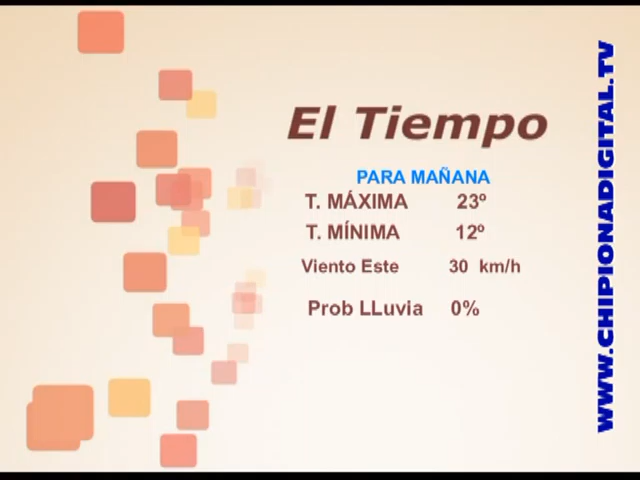 El Tiempo
PARA MAÑANA
T. MÁXIMA 23º
T. MÍNIMA 12º
Viento Este 30 km/h
Prob LLuvia 0%
WWW.CHIPIONADIGITAL.TV